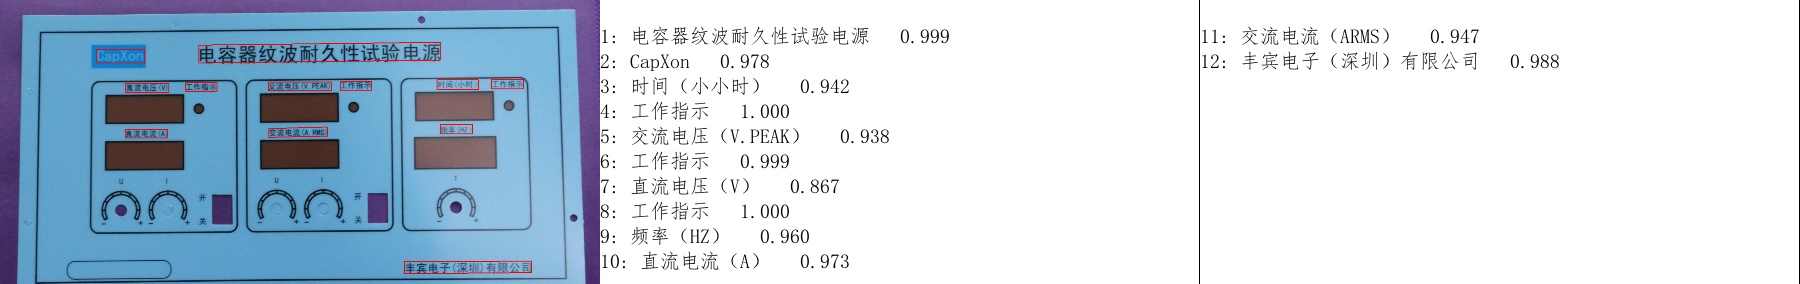 CapXon
电容器纹波耐久性试验电源
直流电压(V) 工作指示
直流电流(A)
U I
开
关
- + - +
交流电压(V.PEAK) 工作指示
交流电流(A RMS)
U I
开
关
- + - +
时间(小时) 工作指示
频率(HZ)
T
- +
丰宾电子(深圳)有限公司
1: 电容器纹波耐久性试验电源 0.999
2: CapXon 0.978
3: 时间（小小时） 0.942
4: 工作指示 1.000
5: 交流电压（V.PEAK） 0.938
6: 工作指示 0.999
7: 直流电压（V） 0.867
8: 工作指示 1.000
9: 频率（HZ） 0.960
10: 直流电流（A） 0.973
11: 交流电流（ARMS） 0.947
12: 丰宾电子（深圳）有限公司 0.988